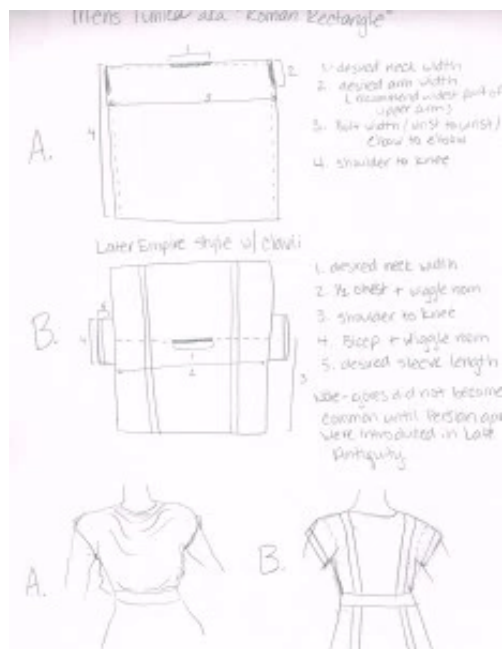 Mens Tunica aka "Roman Rectangle"
1
2
3
4
A.
1. desired neck width
2. desired arm width
(recommend widest part of
upper arm)
3. Bolt width / wrist to wrist /
elbow to elbow
4. shoulder to knee
Later Empire style w/ clavii
B.
5
4
1
2
3
1. desired neck width
2. ½ chest + wiggle room
3. shoulder to knee
4. Bicep + wiggle room
5. desired sleeve length
did not become
common until Persian
were introduced in Late
Antiquity
A.
B.